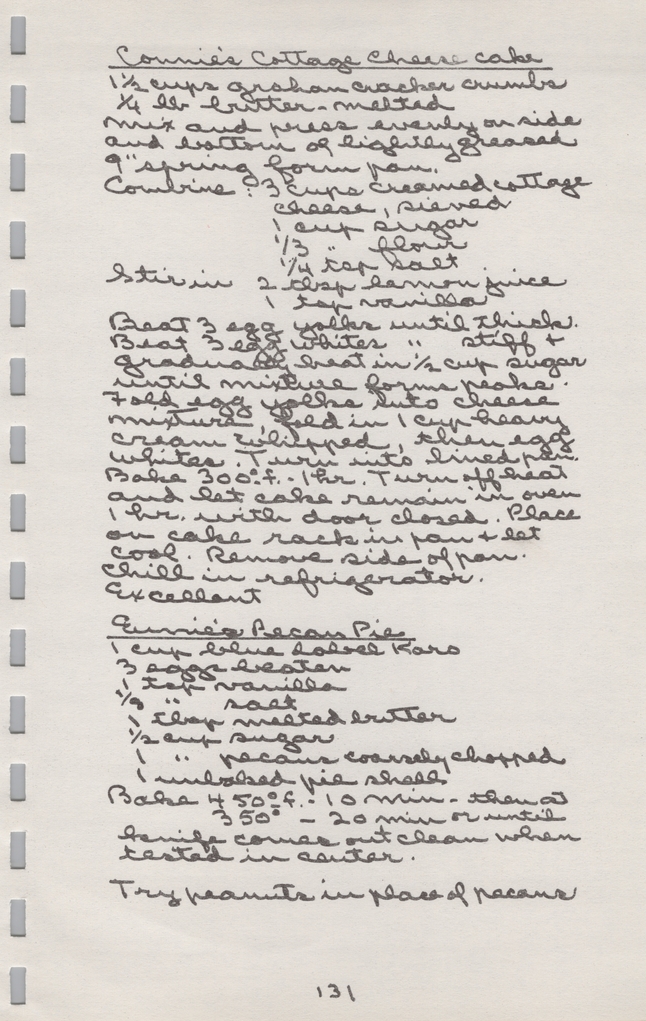 Connie's Cottage Cheese cake
1 1/2 cups graham cracker crumbs
1/4 lb butter - melted
mix and press evenly on side
and bottom of lightly greased
9" spring form pan.
Combine: 3 cups creamed cottage
cheese, sieved
1 cup sugar
1/3 " flour
1/4 tsp salt
Stir in 2 tbsp lemon juice
1 tsp vanilla
Beat 3 egg yolks until thick.
Beat 3 egg whites " stiff +
gradually beat in 1/2 cup sugar
until mixture forms peaks.
Fold egg yolks into cheese
mixture, fold in 1 cup heavy
cream whipped, then egg
whites. Turn into lined pan.
Bake 300° f. - 1 hr. Turn off heat
and let cake remain in oven
1 hr. with door closed. Place
on cake rack in pan + let
cool. Remove side of pan.
Chill in refrigerator.
Excellant
Eunie's Pecan Pie
1 cup blue label Karo
3 eggs beaten
1 tsp vanilla
1/8 " salt
1 tbsp melted butter
1/2 cup sugar
1 " pecans coarsely chopped
1 unbaked pie shell
Bake 450° f. - 10 min - then at
350° - 20 min or until
knife comes out clean when
tested in center.
Try peanuts in place of pecans
131